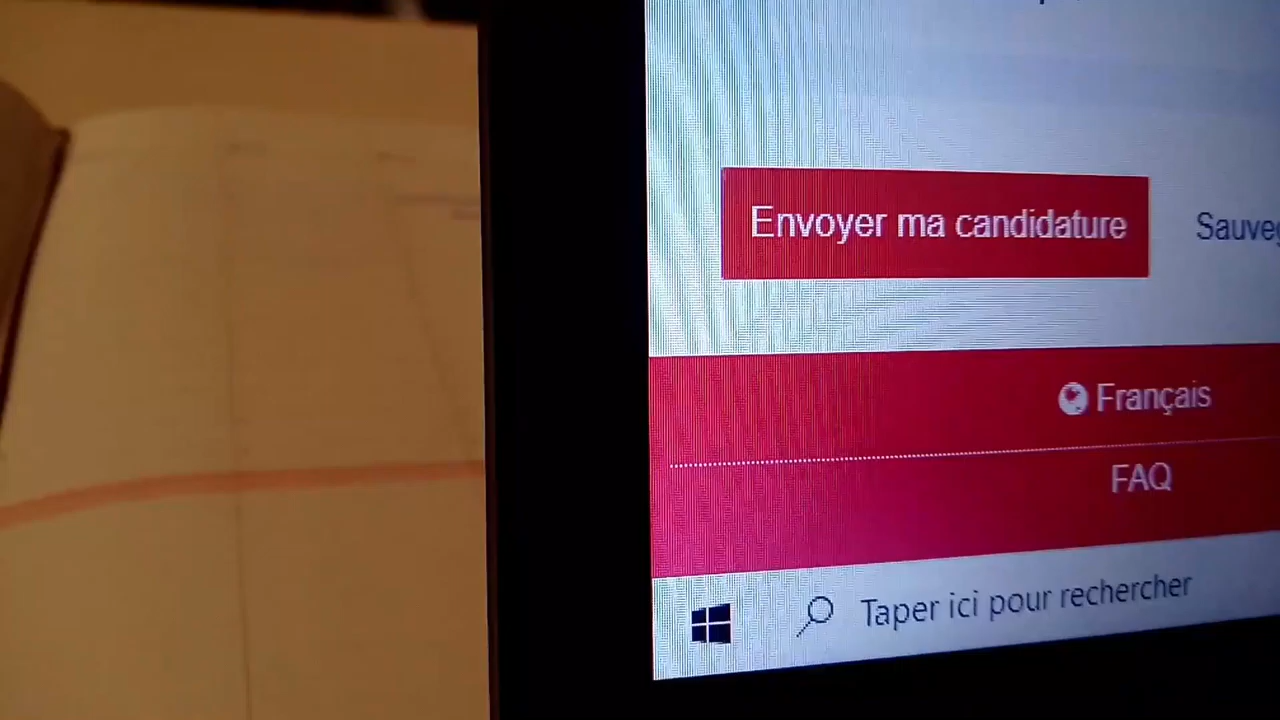 Envoyer ma candidature
Français
FAQ
Taper ici pour rechercher